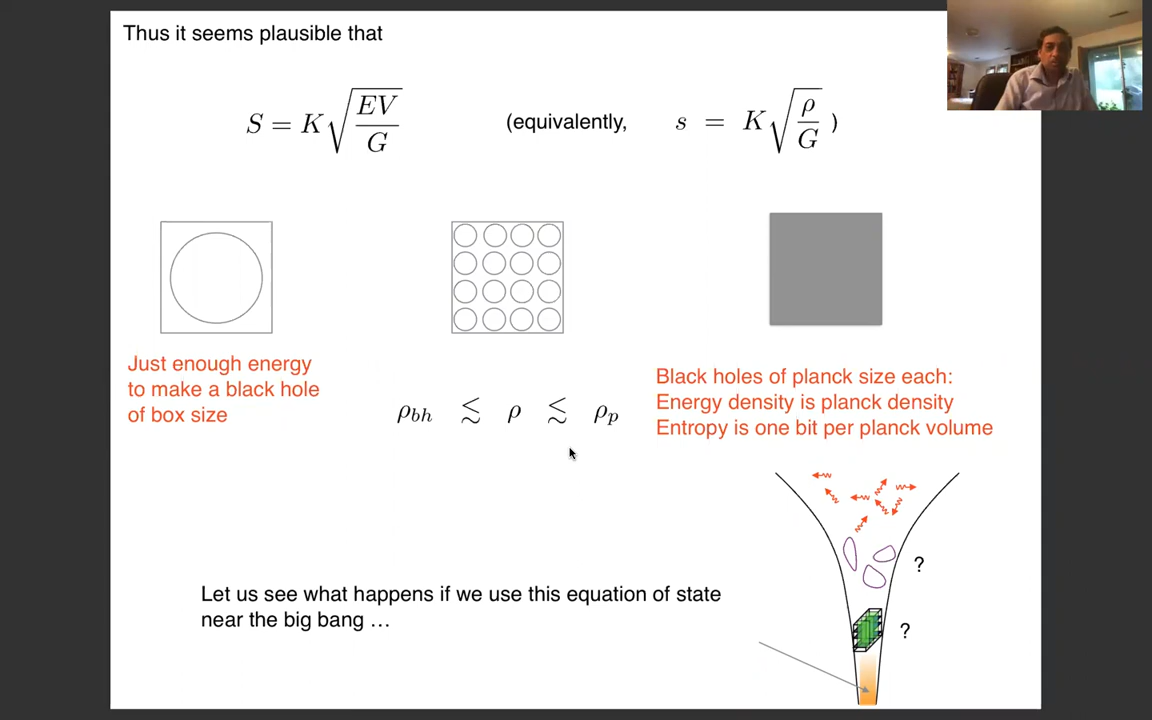 Thus it seems plausible that
S = K√(EV/G) (equivalently, s = K√(ρ/G) )
Just enough energy
to make a black hole
of box size
ρ_bh ≲ ρ ≲ ρ_p
Black holes of planck size each:
Energy density is planck density
Entropy is one bit per planck volume
?
?
Let us see what happens if we use this equation of state
near the big bang …